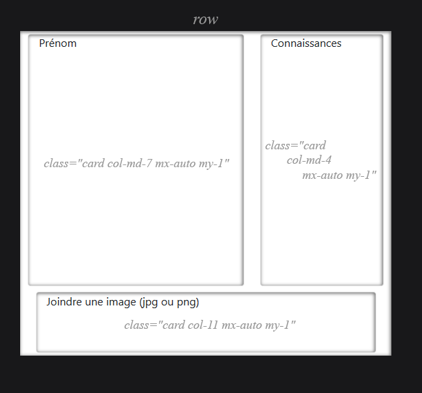 row
Prénom
Connaissances
class="card col-md-7 mx-auto my-1"
class="card
col-md-4
mx-auto my-1"
Joindre une image (jpg ou png)
class="card col-11 mx-auto my-1"